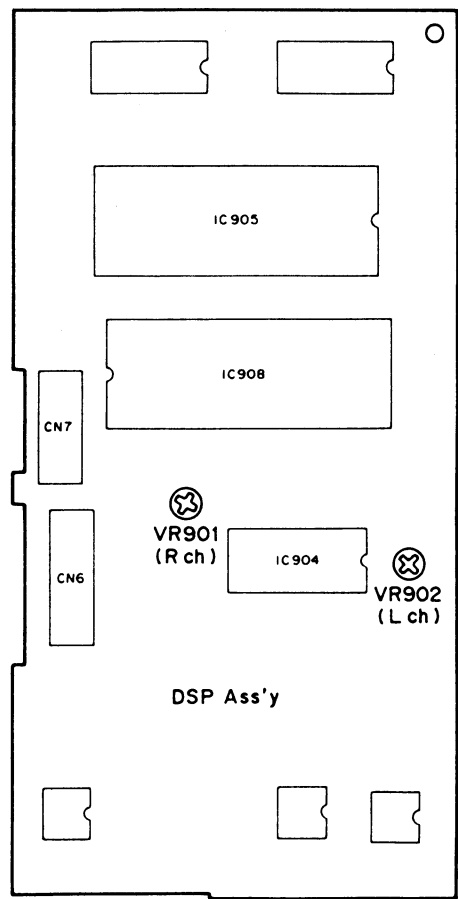 IC905
IC908
CN7
VR901
(R ch)
IC904
CN6
VR902
(L ch)
DSP Ass'y